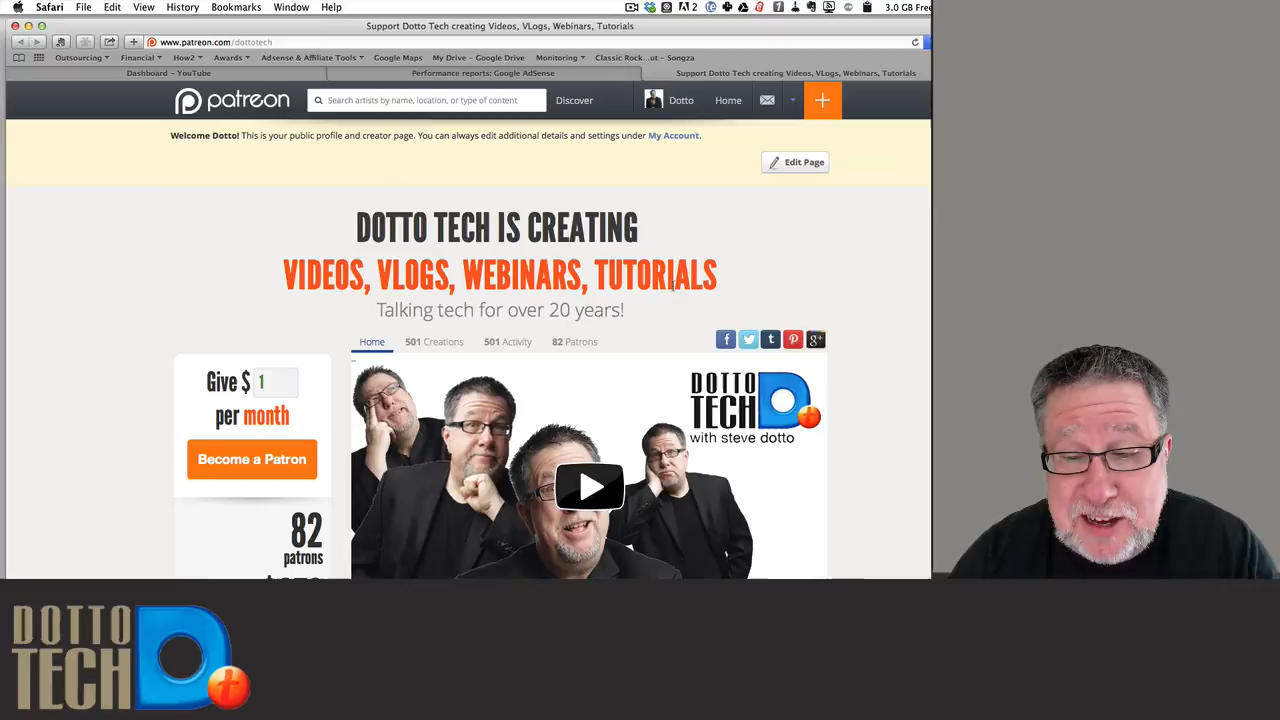 Safari File Edit View History Bookmarks Window Help
2
3.0 GB Free
Support Dotto Tech creating Videos, VLogs, Webinars, Tutorials
www.patreon.com/dottotech
Outsourcing Financial How2 Awards Adsense & Affiliate Tools Google Maps My Drive – Google Drive Monitoring Classic Rock...ut – Songza
Dashboard – YouTube Performance reports: Google AdSense Support Dotto Tech creating Videos, VLogs, Webinars, Tutorials
patreon Search artists by name, location, or type of content Discover Dotto Home +
Welcome Dotto! This is your public profile and creator page. You can always edit additional details and settings under My Account.
Edit Page
DOTTO TECH IS CREATING
VIDEOS, VLOGS, WEBINARS, TUTORIALS
Talking tech for over 20 years!
Home 501 Creations 501 Activity 82 Patrons
f t g+
Give $ 1
per month
Become a Patron
82
patrons
DOTTO
TECH
with steve dotto
DOTTO
TECH